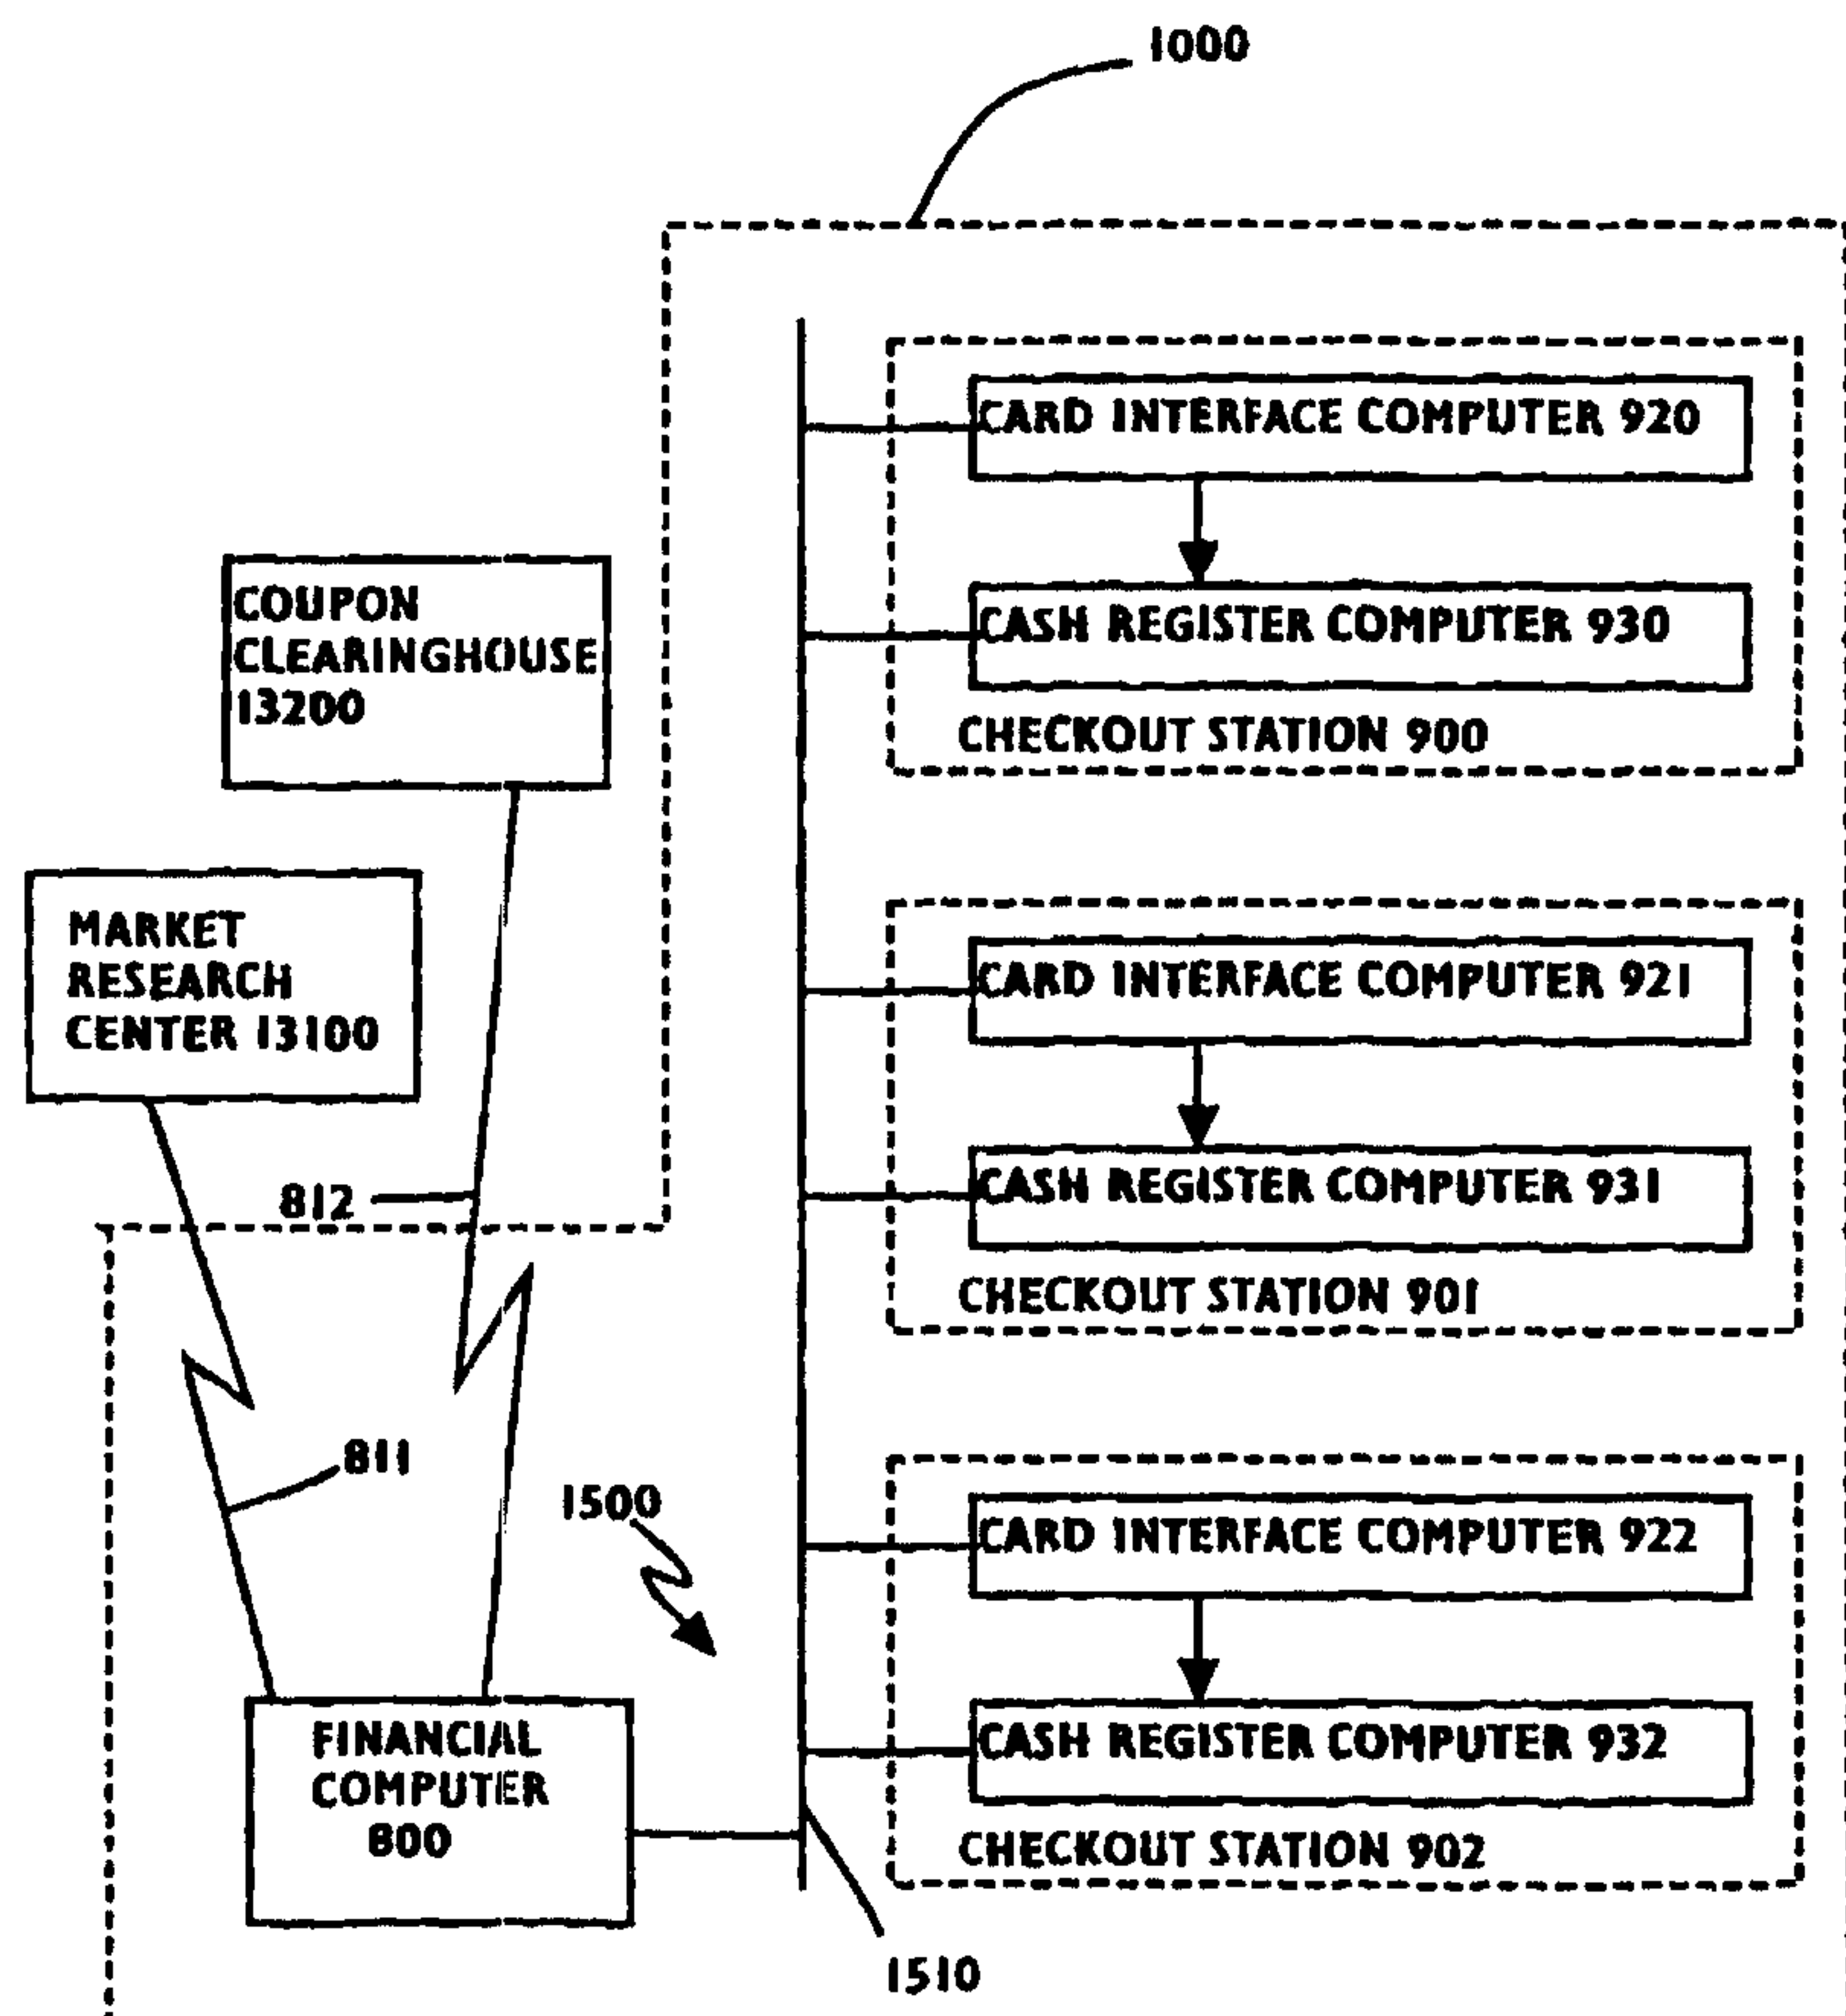 1000
CARD INTERFACE COMPUTER 920
CASH REGISTER COMPUTER 930
CHECKOUT STATION 900
COUPON
CLEARINGHOUSE
13200
MARKET
RESEARCH
CENTER 13100
CARD INTERFACE COMPUTER 921
CASH REGISTER COMPUTER 931
CHECKOUT STATION 901
812
811
1500
CARD INTERFACE COMPUTER 922
CASH REGISTER COMPUTER 932
CHECKOUT STATION 902
FINANCIAL
COMPUTER
800
1510